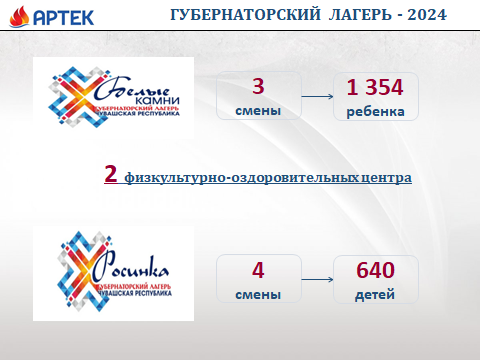 АРТЕК
ГУБЕРНАТОРСКИЙ ЛАГЕРЬ - 2024
Белые
КАМНИ
ГУБЕРНАТОРСКИЙ ЛАГЕРЬ
ЧУВАШСКАЯ РЕСПУБЛИКА
3
смены
1 354
ребенка
2 физкультурно-оздоровительных центра
Росинка
ГУБЕРНАТОРСКИЙ ЛАГЕРЬ
ЧУВАШСКАЯ РЕСПУБЛИКА
4
смены
640
детей